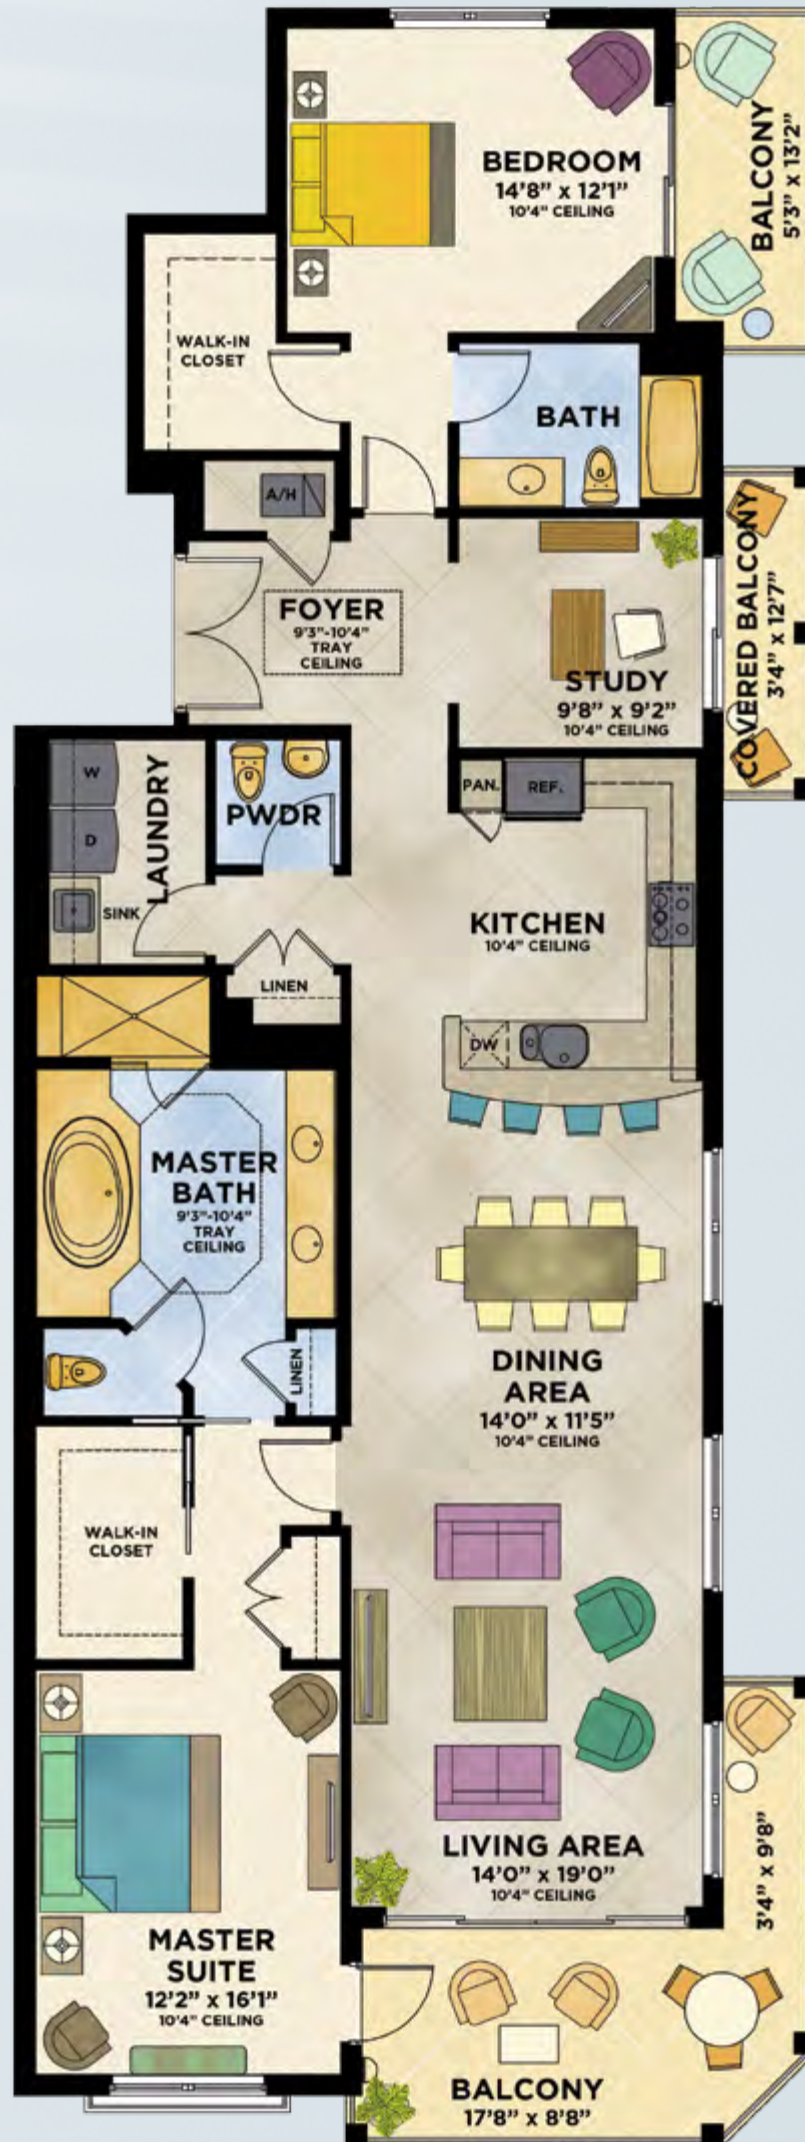 BEDROOM
14'8" x 12'1"
10'4" CEILING
BALCONY
5'3" x 13'2"
WALK-IN
CLOSET
BATH
A/H
FOYER
9'3"-10'4"
TRAY
CEILING
STUDY
9'8" x 9'2"
10'4" CEILING
COVERED BALCONY
3'4" x 12'7"
W
D
LAUNDRY
SINK
PWDR
LINEN
PAN.
REF.
KITCHEN
10'4" CEILING
DW
MASTER
BATH
9'3"-10'4"
TRAY
CEILING
LINEN
DINING
AREA
14'0" x 11'5"
10'4" CEILING
WALK-IN
CLOSET
LIVING AREA
14'0" x 19'0"
10'4" CEILING
3'4" x 9'8"
MASTER
SUITE
12'2" x 16'1"
10'4" CEILING
BALCONY
17'8" x 8'8"